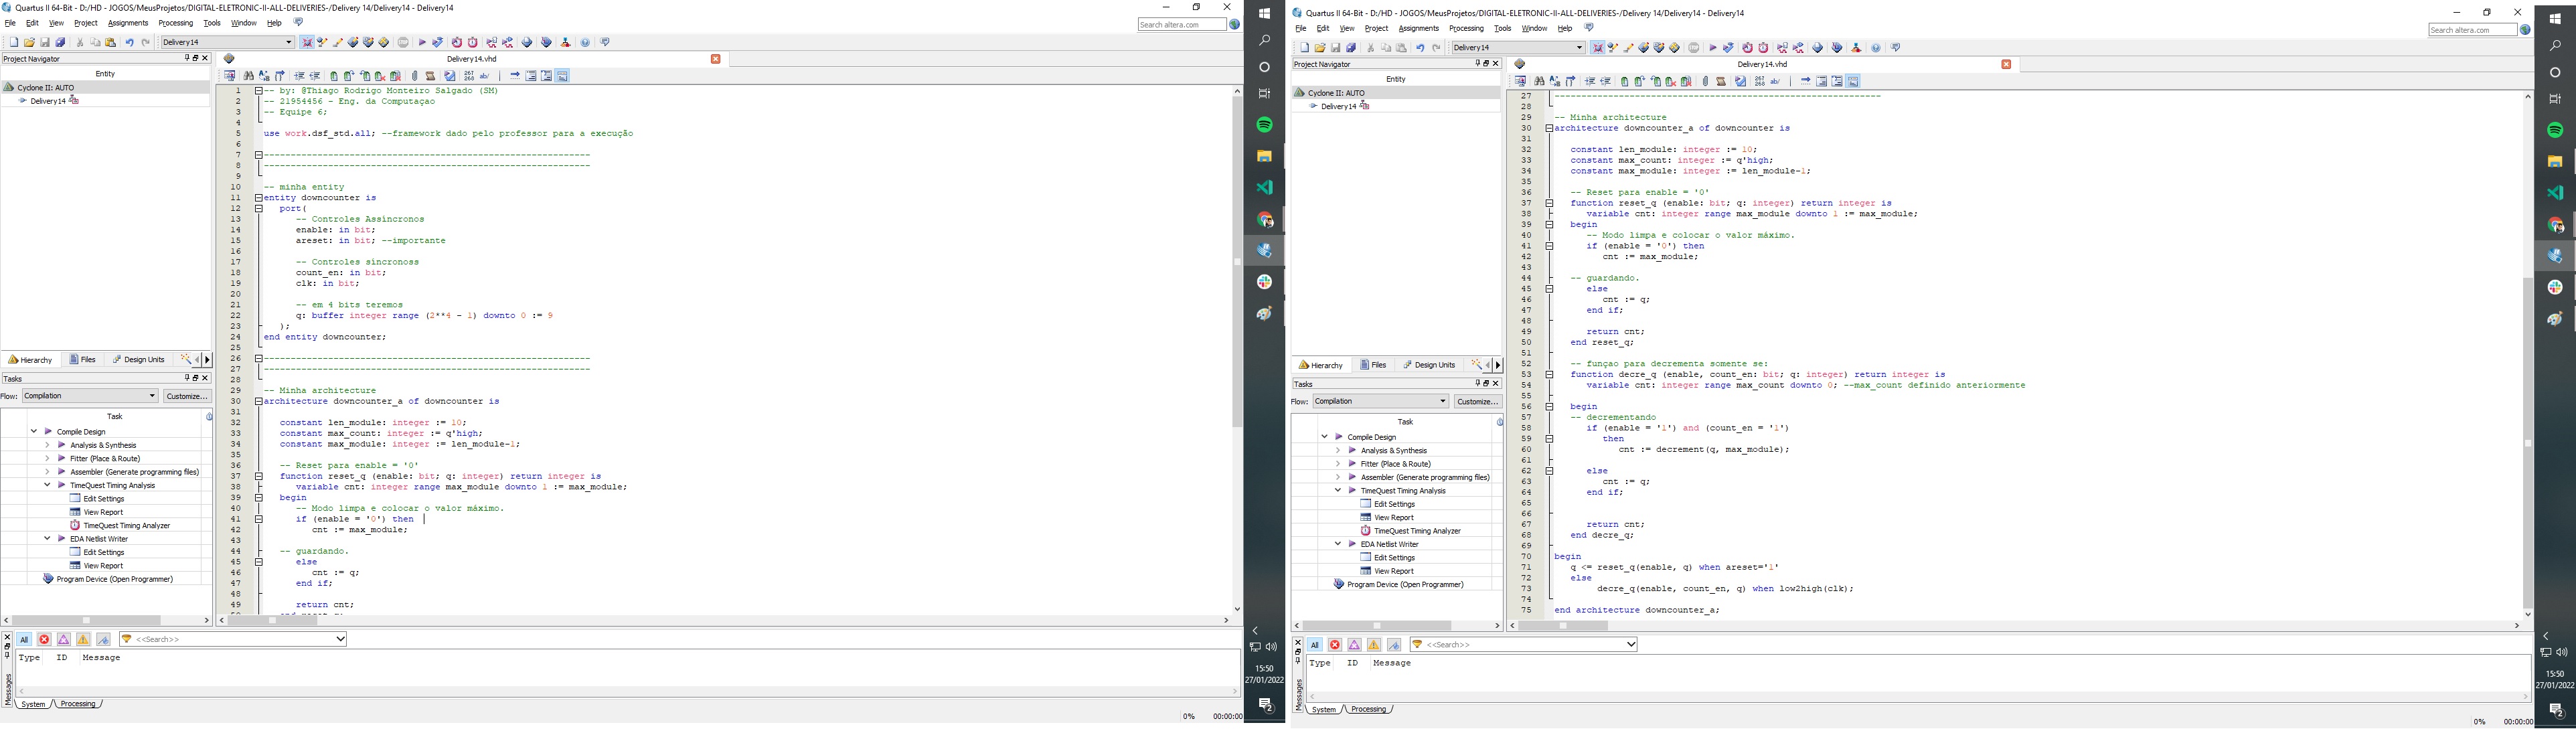 Quartus II 64-Bit - D:/HD - JOGOS/MeusProjetos/DIGITAL-ELETRONIC-II-ALL-DELIVERIES-/Delivery 14/Delivery14 - Delivery14
File Edit View Project Assignments Processing Tools Window Help
Search altera.com
Delivery14
Project Navigator
Delivery14.vhd
Entity
Cyclone II: AUTO
Delivery14
Hierarchy Files Design Units
Tasks
Flow: Compilation Customize...
Task
Compile Design
Analysis & Synthesis
Fitter (Place & Route)
Assembler (Generate programming files)
TimeQuest Timing Analysis
Edit Settings
View Report
TimeQuest Timing Analyzer
EDA Netlist Writer
Edit Settings
View Report
Program Device (Open Programmer)
267
268
ab/
1 -- by: @Thiago Rodrigo Monteiro Salgado (SM)
2 -- 21954456 - Eng. da Computaçao
3 -- Equipe 6;
4
5 use work.dsf_std.all; --framework dado pelo professor para a execução
6
7 --------------------------------------------------------------
8 --------------------------------------------------------------
9
10 -- minha entity
11 entity downcounter is
12 port(
13 -- Controles Assíncronos
14 enable: in bit;
15 areset: in bit; --importante
16
17 -- Controles síncronoss
18 count_en: in bit;
19 clk: in bit;
20
21 -- em 4 bits teremos
22 q: buffer integer range (2**4 - 1) downto 0 := 9
23 );
24 end entity downcounter;
25
26 --------------------------------------------------------------
27 --------------------------------------------------------------
28
29 -- Minha architecture
30 architecture downcounter_a of downcounter is
31
32 constant len_module: integer := 10;
33 constant max_count: integer := q'high;
34 constant max_module: integer := len_module-1;
35
36 -- Reset para enable = '0'
37 function reset_q (enable: bit; q: integer) return integer is
38 variable cnt: integer range max_module downto 1 := max_module;
39 begin
40 -- Modo limpa e colocar o valor máximo.
41 if (enable = '0') then
42 cnt := max_module;
43
44 -- guardando.
45 else
46 cnt := q;
47 end if;
48
49 return cnt;
All <<Search>>
Type ID Message
Messages
System Processing
0% 00:00:00
15:50
27/01/2022
2
Quartus II 64-Bit - D:/HD - JOGOS/MeusProjetos/DIGITAL-ELETRONIC-II-ALL-DELIVERIES-/Delivery 14/Delivery14 - Delivery14
File Edit View Project Assignments Processing Tools Window Help
Search altera.com
Delivery14
Project Navigator
Delivery14.vhd
Entity
Cyclone II: AUTO
Delivery14
Hierarchy Files Design Units
Tasks
Flow: Compilation Customize...
Task
Compile Design
Analysis & Synthesis
Fitter (Place & Route)
Assembler (Generate programming files)
TimeQuest Timing Analysis
Edit Settings
View Report
TimeQuest Timing Analyzer
EDA Netlist Writer
Edit Settings
View Report
Program Device (Open Programmer)
267
268
ab/
27 --------------------------------------------------------------
28
29 -- Minha architecture
30 architecture downcounter_a of downcounter is
31
32 constant len_module: integer := 10;
33 constant max_count: integer := q'high;
34 constant max_module: integer := len_module-1;
35
36 -- Reset para enable = '0'
37 function reset_q (enable: bit; q: integer) return integer is
38 variable cnt: integer range max_module downto 1 := max_module;
39 begin
40 -- Modo limpa e colocar o valor máximo.
41 if (enable = '0') then
42 cnt := max_module;
43
44 -- guardando.
45 else
46 cnt := q;
47 end if;
48
49 return cnt;
50 end reset_q;
51
52 -- funçao para decrementa somente se:
53 function decre_q (enable, count_en: bit; q: integer) return integer is
54 variable cnt: integer range max_count downto 0; --max_count definido anteriormente
55
56 begin
57 -- decrementando
58 if (enable = '1') and (count_en = '1')
59 then
60 cnt := decrement(q, max_module);
61
62 else
63 cnt := q;
64 end if;
65
66
67 return cnt;
68 end decre_q;
69
70 begin
71 q <= reset_q(enable, q) when areset='1'
72 else
73 decre_q(enable, count_en, q) when low2high(clk);
74
75 end architecture downcounter_a;
All <<Search>>
Type ID Message
Messages
System Processing
0% 00:00:00
15:50
27/01/2022
2